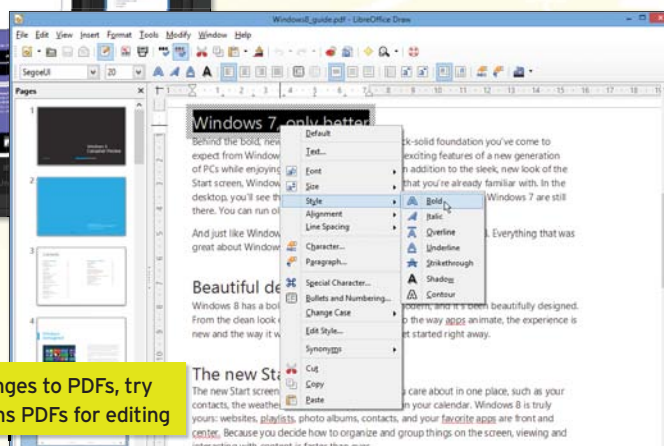 Windows8_guide.pdf - LibreOffice Draw
File Edit View Insert Format Tools Modify Window Help
SegoeUI 20
Pages
1
2
3
4
Windows 7, only better
Behind the bold, new ck-solid foundation you've come to
expect from Window exciting features of a new generation
of PCs while enjoying n addition to the sleek, new look of the
Start screen, Window that you're already familiar with. In the
desktop, you'll see th Windows 7 are still
there. You can run ol
And just like Window Everything that was
great about Window
Beautiful de
Windows 8 has a bol odern, and it's been beautifully designed.
From the clean look o the way apps animate, the experience is
new and the way it w et started right away.
The new Sta
The new Start screen you care about in one place, such as your
contacts, the weathe n your calendar. Windows 8 is truly
yours: websites, playlists, photo albums, contacts, and your favorite apps are front and
center. Because you decide how to organize and group things on the screen, viewing and
Default
Text...
Font
Size
Style
Alignment
Line Spacing
Character...
Paragraph...
Special Character...
Bullets and Numbering...
Change Case
Edit Style...
Synonyms
Cut
Copy
Paste
Bold
Italic
Overline
Underline
Strikethrough
Shadow
Contour
nges to PDFs, try
ns PDFs for editing